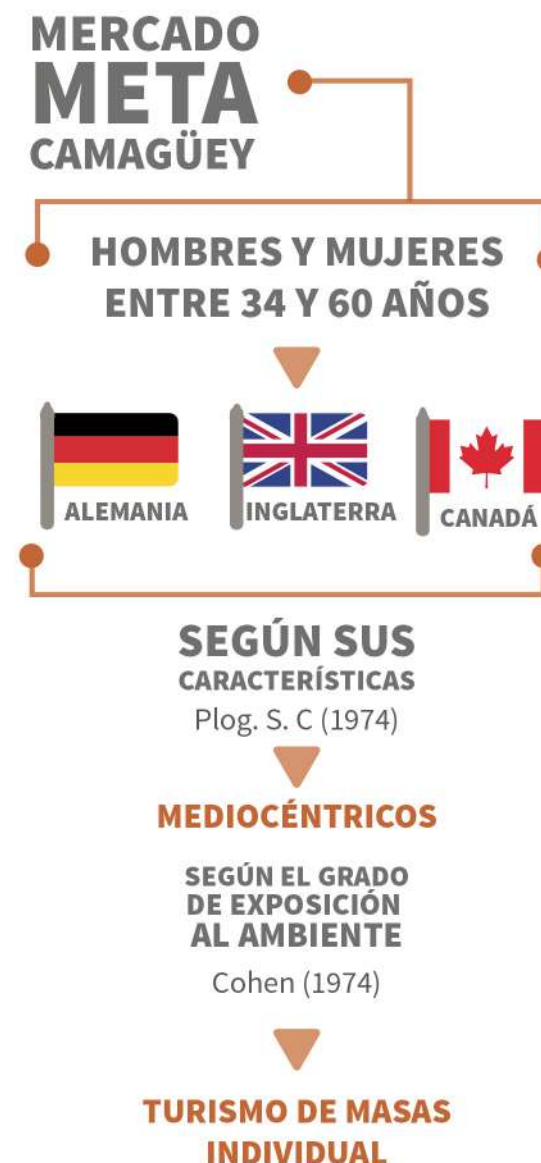 MERCADO
META
CAMAGÜEY
HOMBRES Y MUJERES
ENTRE 34 Y 60 AÑOS
ALEMANIA
INGLATERRA
CANADÁ
SEGÚN SUS
CARACTERÍSTICAS
Plog. S. C (1974)
MEDIOCÉNTRICOS
SEGÚN EL GRADO
DE EXPOSICIÓN
AL AMBIENTE
Cohen (1974)
TURISMO DE MASAS
INDIVIDUAL